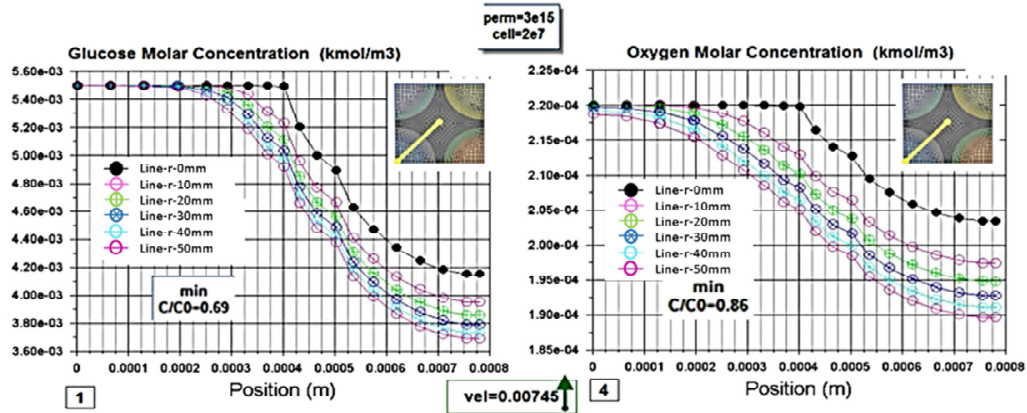 perm=3e15
cell=2e7
Glucose Molar Concentration (kmol/m3)
5.60e-03
5.40e-03
5.20e-03
5.00e-03
4.80e-03
4.60e-03
4.40e-03
4.20e-03
4.00e-03
3.80e-03
3.60e-03
Line-r-0mm
Line-r-10mm
Line-r-20mm
Line-r-30mm
Line-r-40mm
Line-r-50mm
min
C/C0=0.69
0 0.0001 0.0002 0.0003 0.0004 0.0005 0.0006 0.0007 0.0008
Position (m)
1
vel=0.00745
Oxygen Molar Concentration (kmol/m3)
2.25e-04
2.20e-04
2.15e-04
2.10e-04
2.05e-04
2.00e-04
1.95e-04
1.90e-04
1.85e-04
Line-r-0mm
Line-r-10mm
Line-r-20mm
Line-r-30mm
Line-r-40mm
Line-r-50mm
min
C/C0=0.86
0 0.0001 0.0002 0.0003 0.0004 0.0005 0.0006 0.0007 0.0008
Position (m)
4